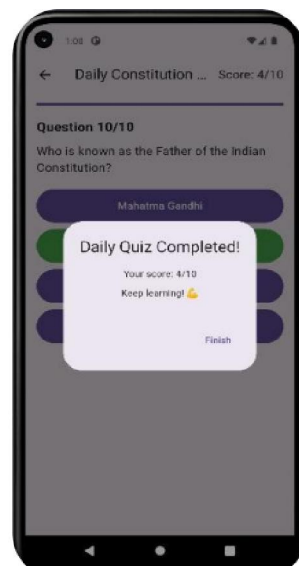 1:08 G
← Daily Constitution ... Score: 4/10
Question 10/10
Who is known as the Father of the Indian
Constitution?
Mahatma Gandhi
Daily Quiz Completed!
Your score: 4/10
Keep learning! 💪
Finish